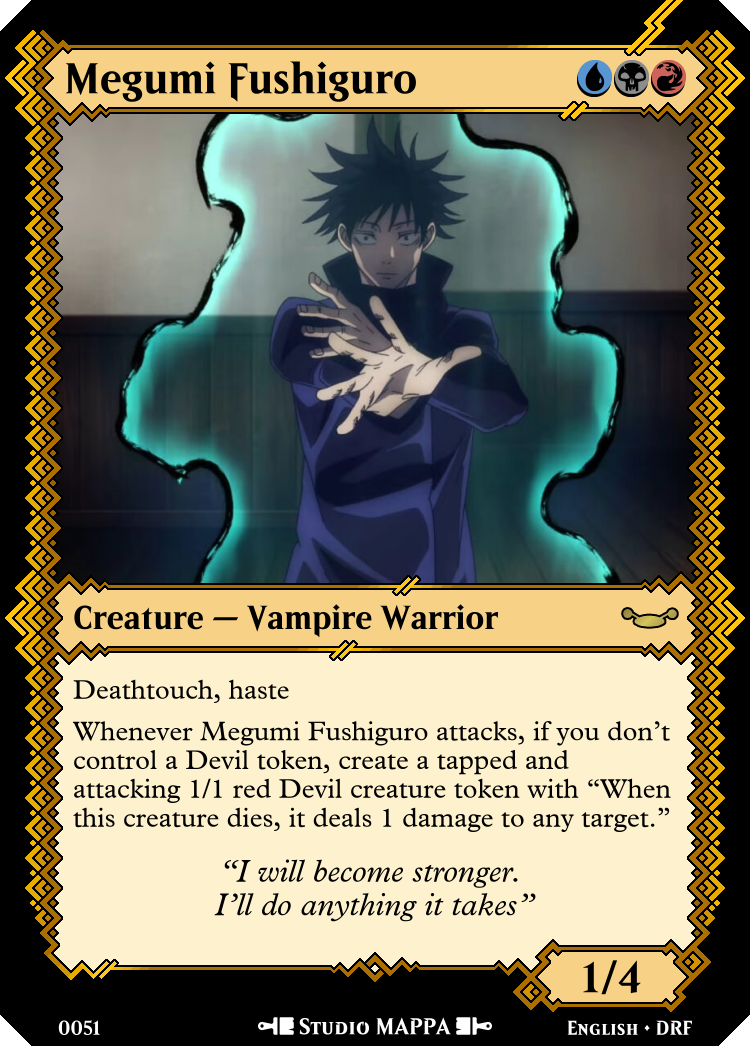 Megumi Fushiguro
Creature — Vampire Warrior
Deathtouch, haste
Whenever Megumi Fushiguro attacks, if you don’t
control a Devil token, create a tapped and
attacking 1/1 red Devil creature token with “When
this creature dies, it deals 1 damage to any target.”
“I will become stronger.
I’ll do anything it takes”
1/4
0051
Studio MAPPA
English • DRF